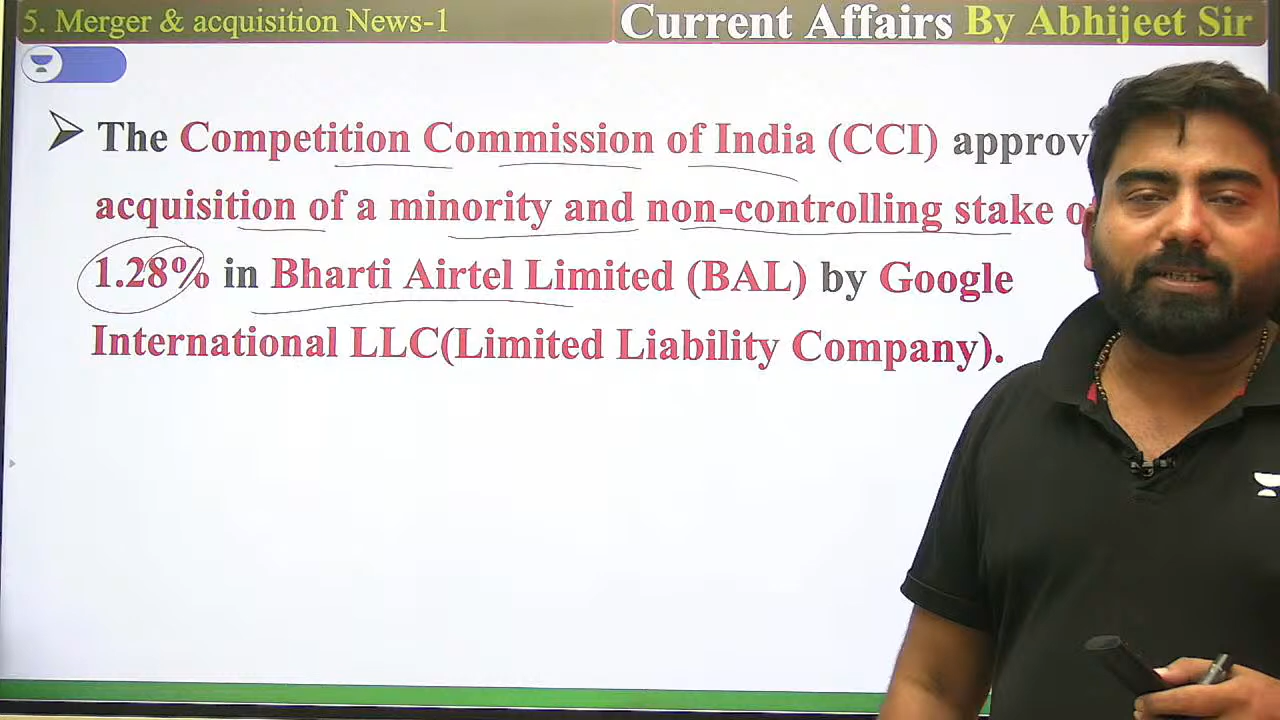 5. Merger & acquisition News-1
Current Affairs By Abhijeet Sir
The Competition Commission of India (CCI)
acquisition of a minority and non-controlling stake
1.28% in Bharti Airtel Limited (BAL) by Google
International LLC(Limited Liability Company).